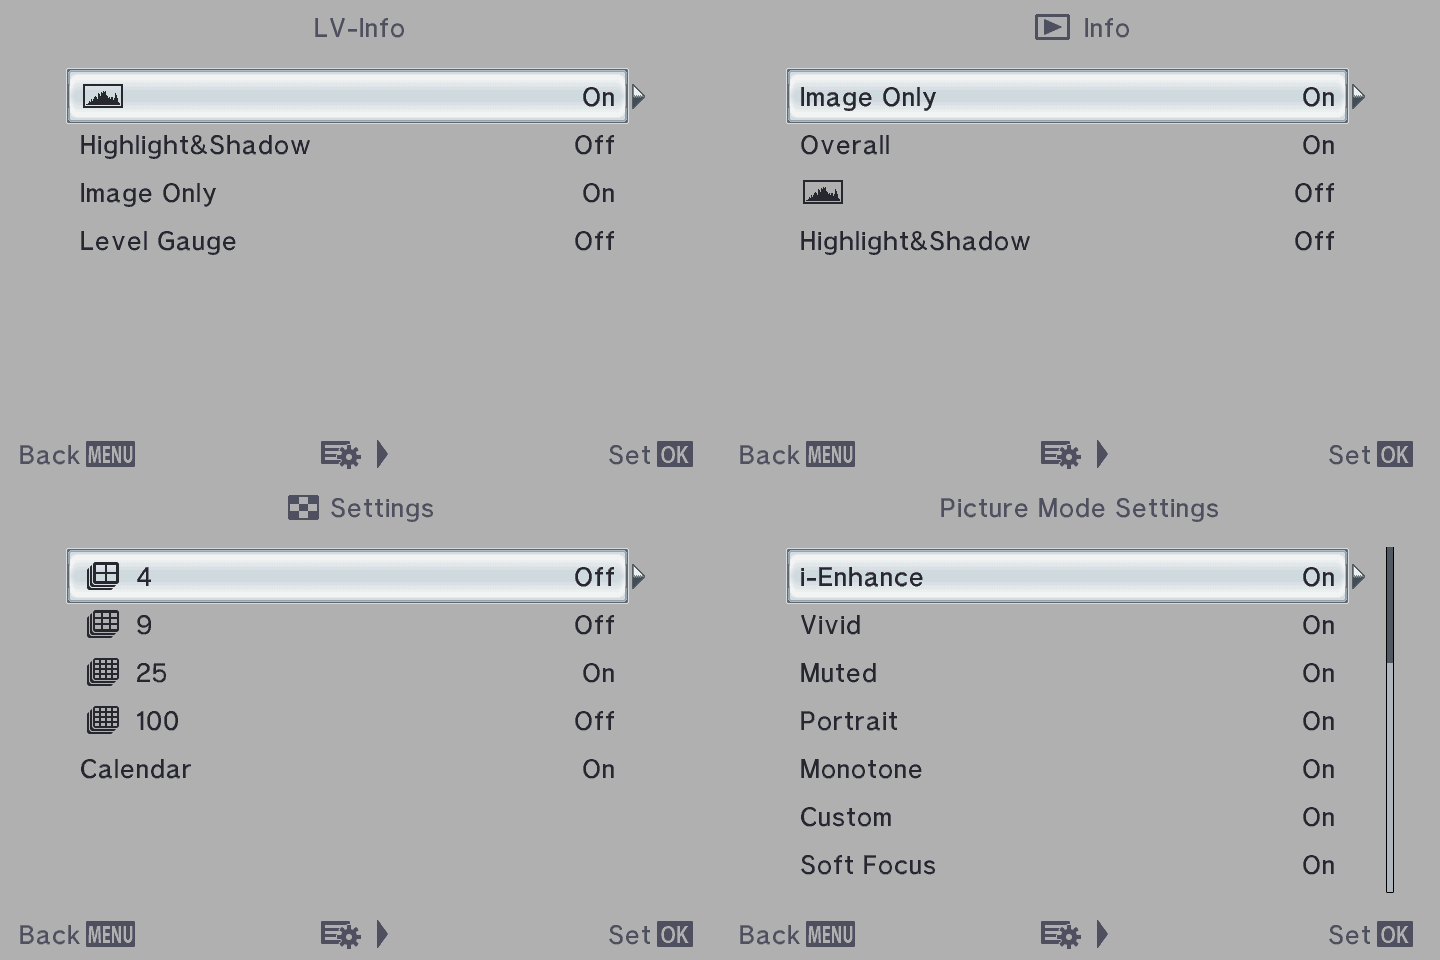 LV-Info
On
Highlight&Shadow Off
Image Only On
Level Gauge Off
Back MENU Set OK
Info
Image Only On
Overall On
Off
Highlight&Shadow Off
Back MENU Set OK
Settings
4 Off
9 Off
25 On
100 Off
Calendar On
Back MENU Set OK
Picture Mode Settings
i-Enhance On
Vivid On
Muted On
Portrait On
Monotone On
Custom On
Soft Focus On
Back MENU Set OK